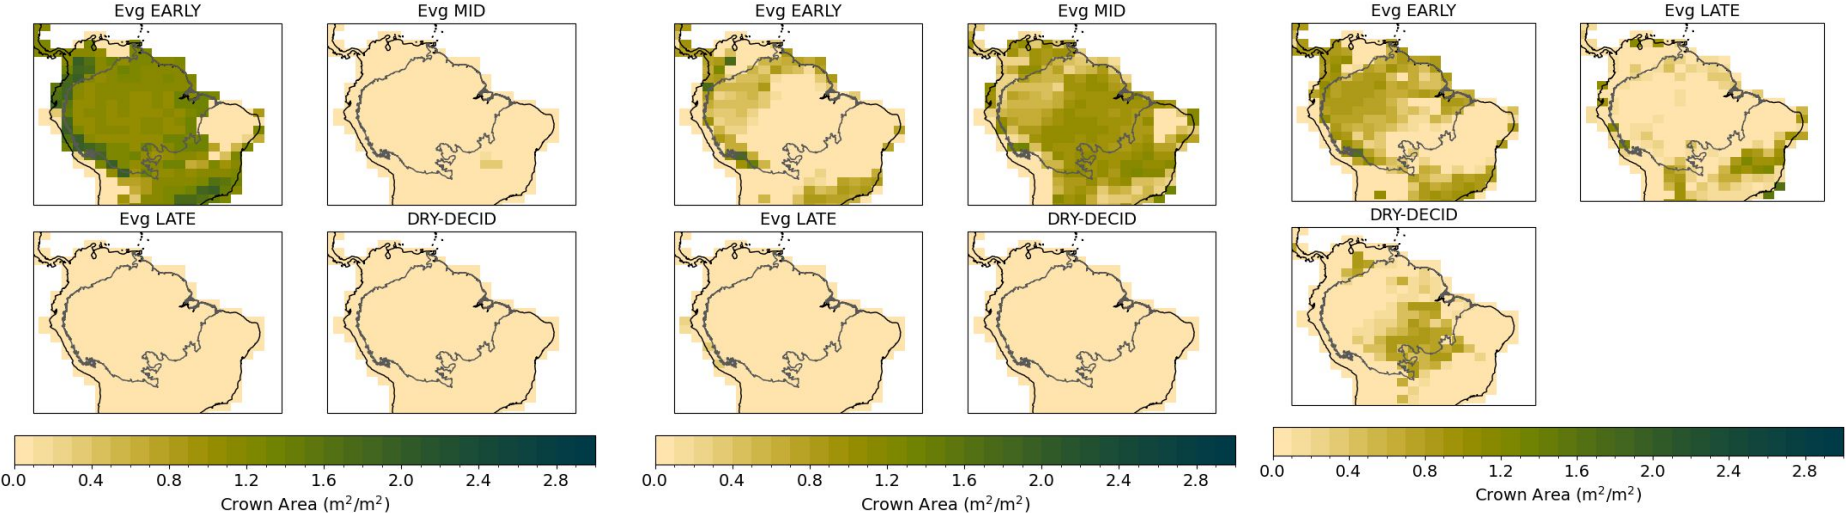 Evg EARLY
Evg MID
Evg EARLY
Evg MID
Evg EARLY
Evg LATE
Evg LATE
DRY-DECID
Evg LATE
DRY-DECID
DRY-DECID
0.0 0.4 0.8 1.2 1.6 2.0 2.4 2.8
Crown Area (m²/m²)
0.0 0.4 0.8 1.2 1.6 2.0 2.4 2.8
Crown Area (m²/m²)
0.0 0.4 0.8 1.2 1.6 2.0 2.4 2.8
Crown Area (m²/m²)